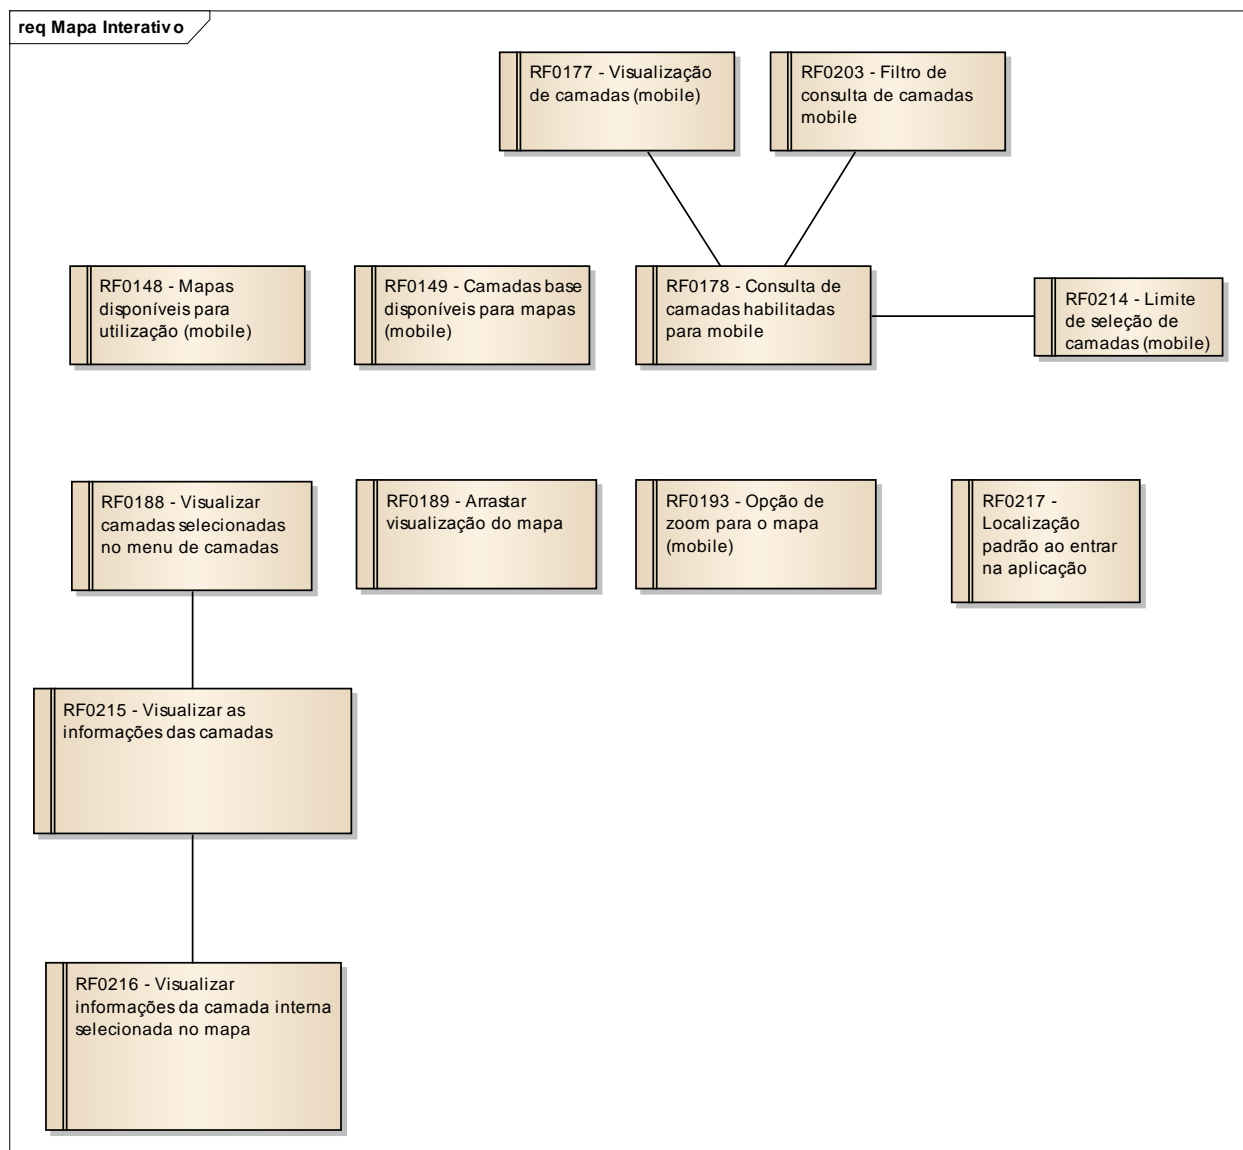 req Mapa Interativo
RF0177 - Visualização
de camadas (mobile)
RF0203 - Filtro de
consulta de camadas
mobile
RF0148 - Mapas
disponíveis para
utilização (mobile)
RF0149 - Camadas base
disponíveis para mapas
(mobile)
RF0178 - Consulta de
camadas habilitadas
para mobile
RF0214 - Limite
de seleção de
camadas (mobile)
RF0188 - Visualizar
camadas selecionadas
no menu de camadas
RF0189 - Arrastar
visualização do mapa
RF0193 - Opção de
zoom para o mapa
(mobile)
RF0217 -
Localização
padrão ao entrar
na aplicação
RF0215 - Visualizar as
informações das camadas
RF0216 - Visualizar
informações da camada interna
selecionada no mapa